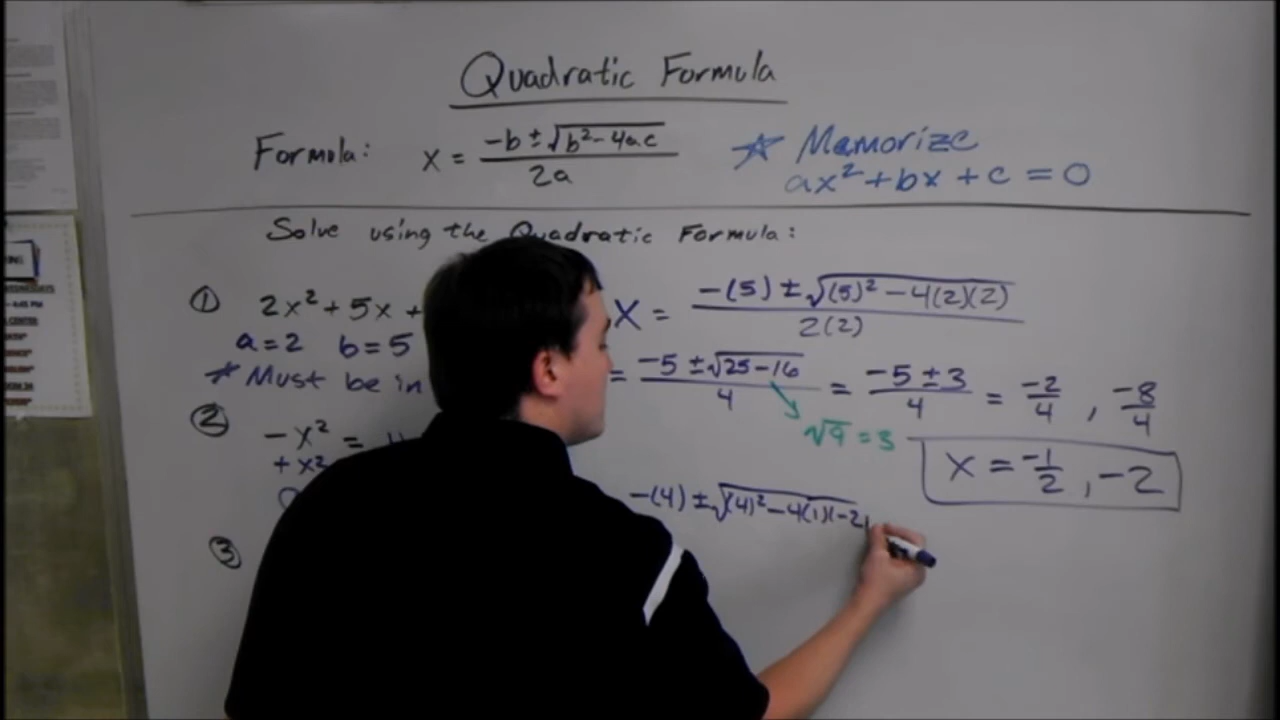 Quadratic Formula
Formula: x = -b ± √b² - 4ac / 2a
☆ Memorize
ax² + bx + c = 0
Solve using the Quadratic Formula:
① 2x² + 5x +
x = -(5) ± √(5)² - 4(2)(2) / 2(2)
a = 2 b = 5
* Must be in
= -5 ± √25 - 16 / 4 = -5 ± 3 / 4 = -2/4 , -8/4
√9 = 3
x = -1/2 , -2
② -x² =
+x²
-(4) ± √(4)² - 4(1)(-2
③